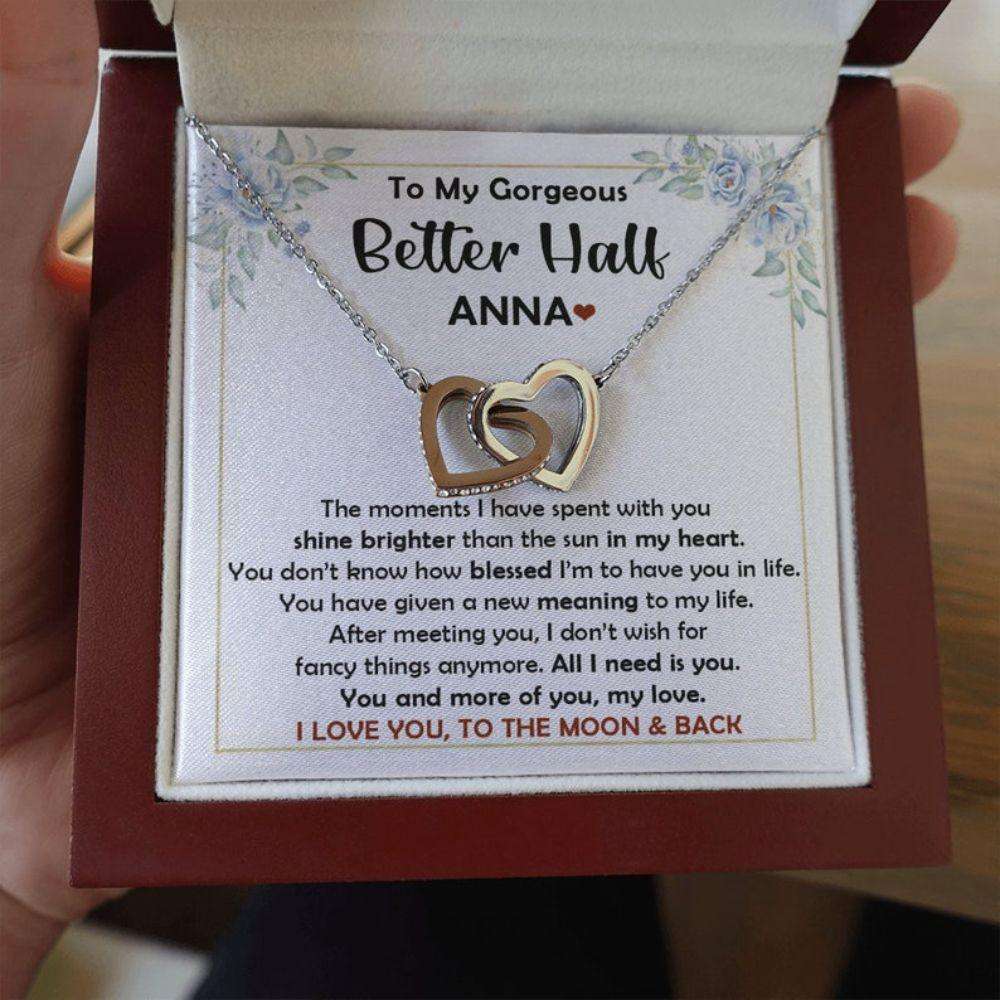 To My Gorgeous
Better Half
ANNA❤
The moments I have spent with you
shine brighter than the sun in my heart.
You don't know how blessed I'm to have you in life.
You have given a new meaning to my life.
After meeting you, I don't wish for
fancy things anymore. All I need is you.
You and more of you, my love.
I LOVE YOU, TO THE MOON & BACK